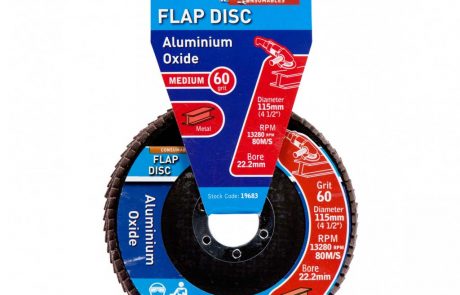 CONSUMABLES
FLAP DISC
Aluminium
Oxide
MEDIUM 60
grit
Metal
Diameter
115mm
(4 1/2")
RPM
13280 RPM
80M/S
Bore
22.2mm
Stock Code: 19683
CONSUMABLES
FLAP
DISC
Aluminium
Oxide
Grit
60
Diameter
115mm
(4 1/2")
RPM
13280 RPM
80M/S
Bore
22.2mm